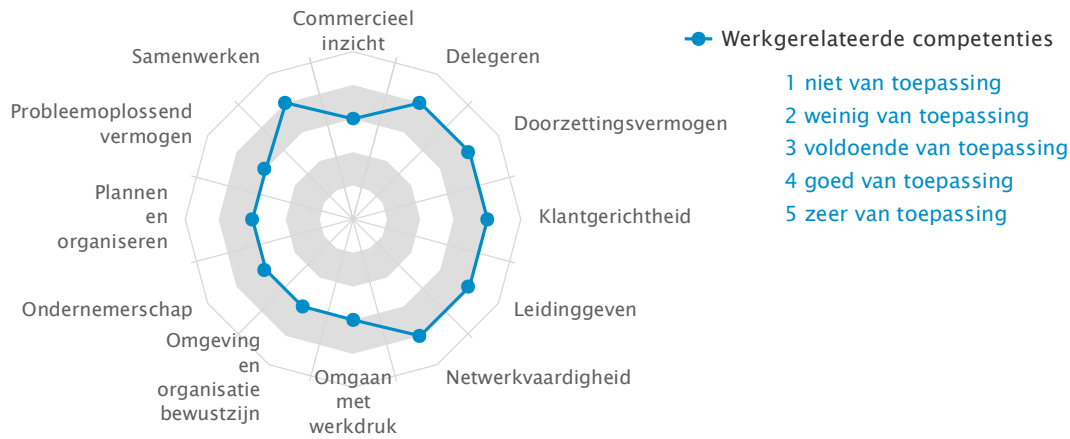 Commercieel
inzicht
Delegeren
Doorzettingsvermogen
Klantgerichtheid
Leidinggeven
Netwerkvaardigheid
Omgaan
met
werkdruk
Omgeving
en
organisatie
bewustzijn
Ondernemerschap
Plannen
en
organiseren
Probleemoplossend
vermogen
Samenwerken
Werkgerelateerde competenties
1 niet van toepassing
2 weinig van toepassing
3 voldoende van toepassing
4 goed van toepassing
5 zeer van toepassing